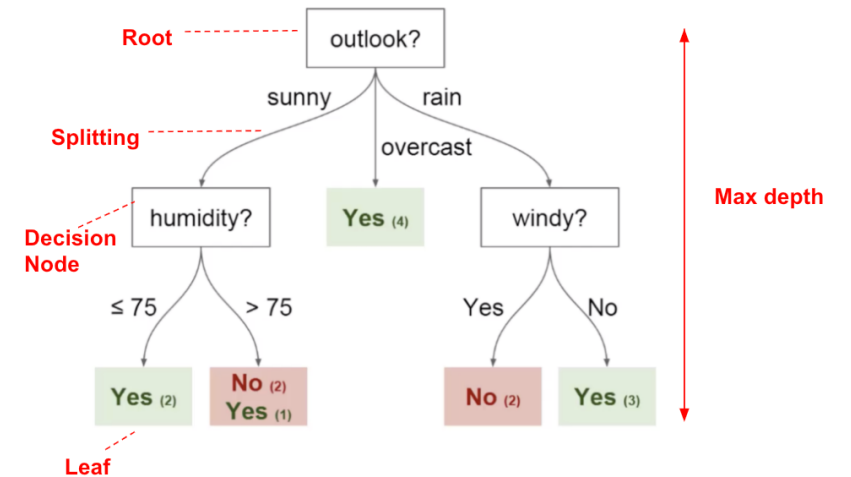 Root
outlook?
sunny
rain
Splitting
overcast
Max depth
humidity?
Yes (4)
windy?
Decision
Node
≤ 75
> 75
Yes
No
Yes (2)
No (2)
Yes (1)
No (2)
Yes (3)
Leaf